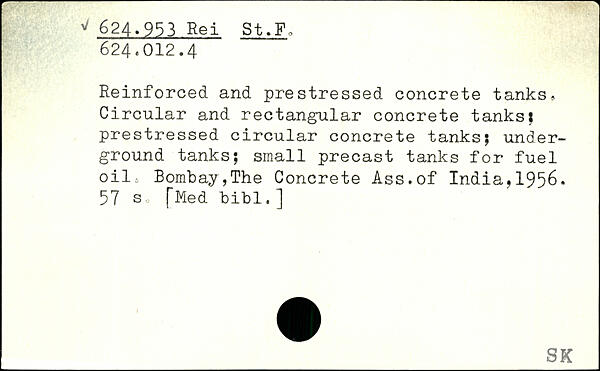 √ 624.953 Rei St.F.
624.012.4
Reinforced and prestressed concrete tanks.
Circular and rectangular concrete tanks;
prestressed circular concrete tanks; under-
ground tanks; small precast tanks for fuel
oil. Bombay,The Concrete Ass.of India,1956.
57 s. [Med bibl.]
SK